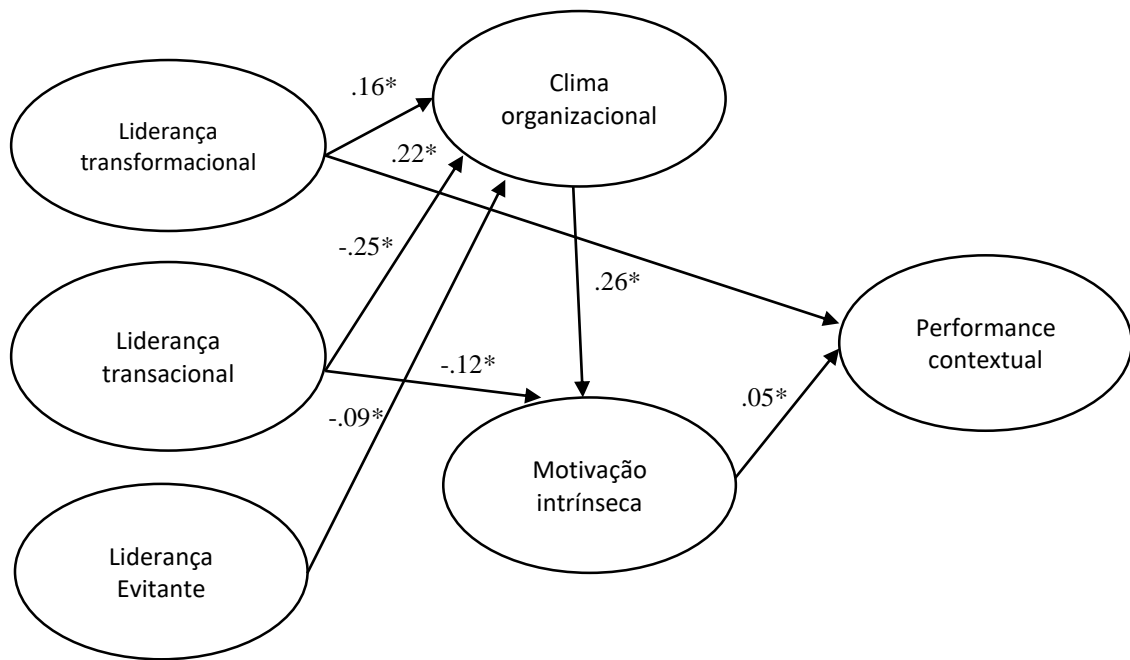 Clima
organizacional
.16*
Liderança
transformacional
.22*
-.25*
.26*
Liderança
transacional
Performance
contextual
-.12*
-.09*
.05*
Motivação
intrínseca
Liderança
Evitante